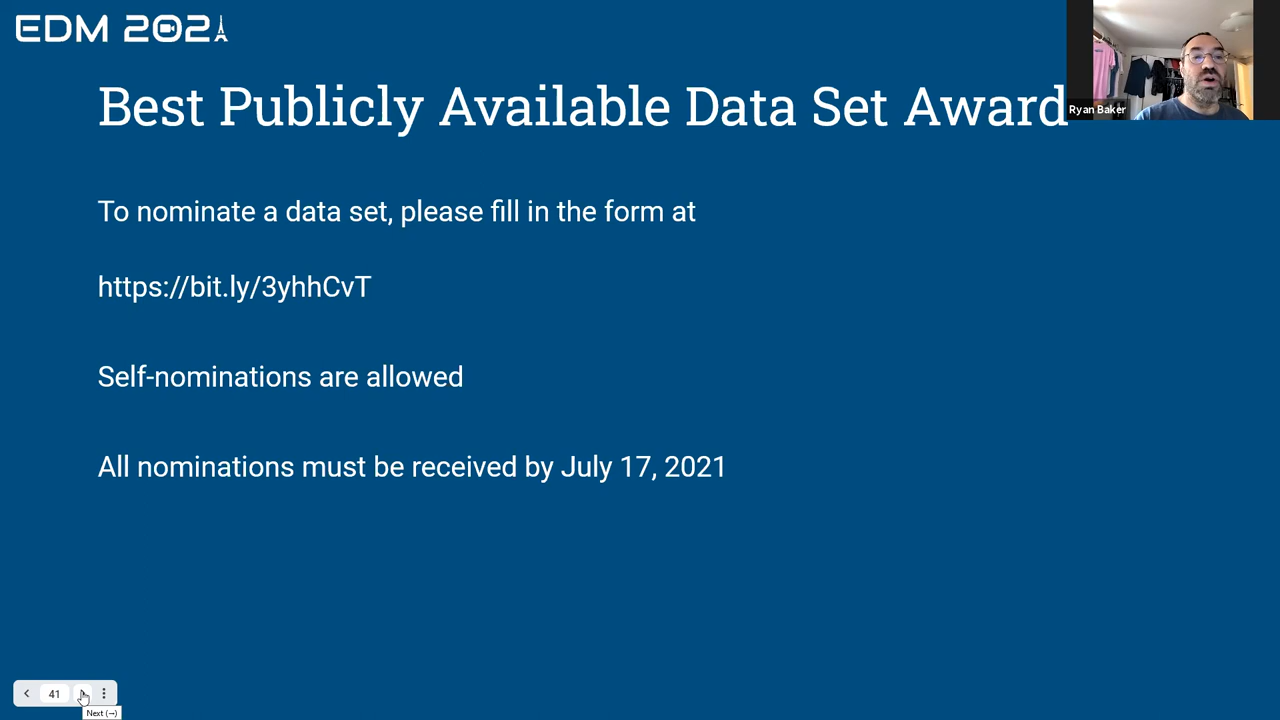 EDM 2021
Best Publicly Available Data Set Award
Ryan Baker
To nominate a data set, please fill in the form at
https://bit.ly/3yhhCvT
Self-nominations are allowed
All nominations must be received by July 17, 2021
41
Next (→)